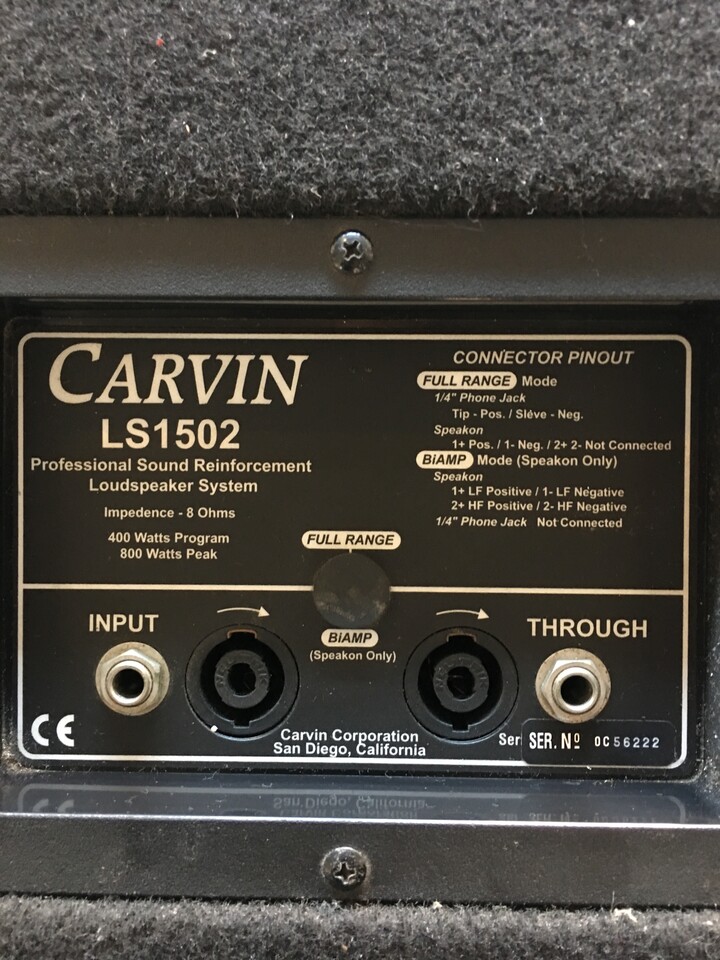 CARVIN
LS1502
Professional Sound Reinforcement
Loudspeaker System
Impedence - 8 Ohms
400 Watts Program
800 Watts Peak
CONNECTOR PINOUT
FULL RANGE Mode
1/4" Phone Jack
Tip - Pos. / Sleve - Neg.
Speakon
1+ Pos. / 1- Neg. / 2+ 2- Not Connected
BiAMP Mode (Speakon Only)
Speakon
1+ LF Positive / 1- LF Negative
2+ HF Positive / 2- HF Negative
1/4" Phone Jack Not Connected
FULL RANGE
BiAMP
(Speakon Only)
INPUT
THROUGH
CE
Carvin Corporation
San Diego, California
Ser
SER. Nº 0C56222